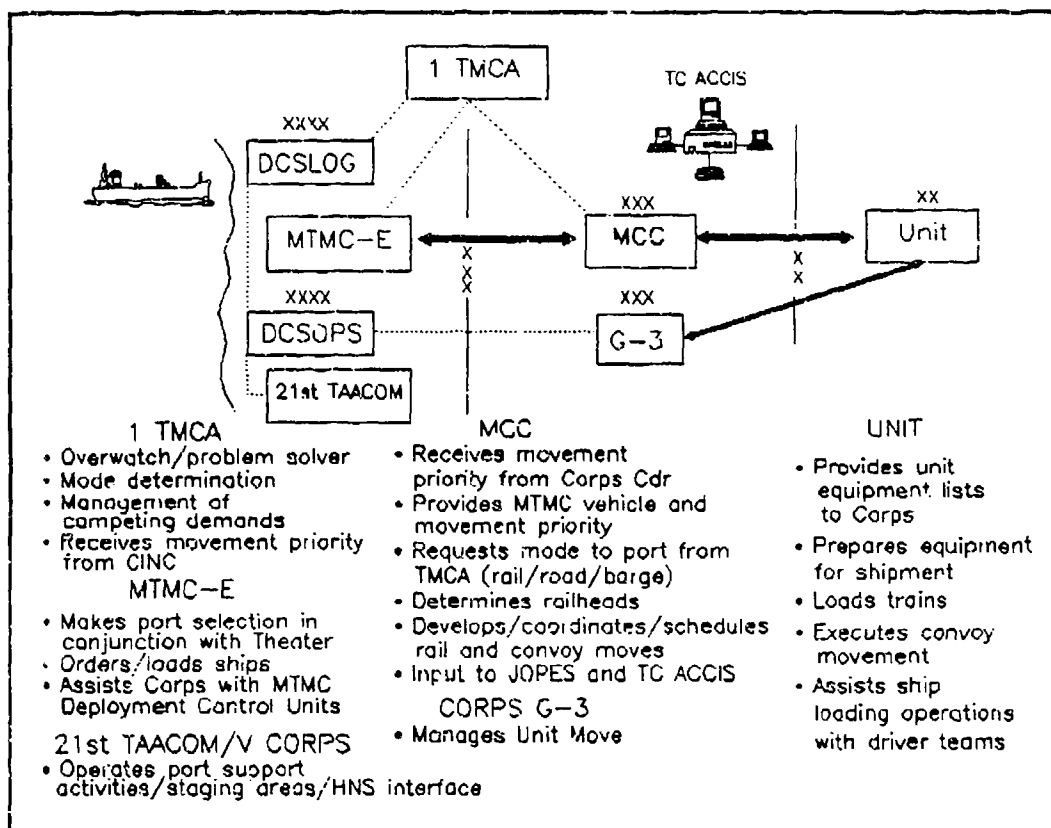 1 TMCA
TC ACCIS
XXXX
DCSLOG
XXX
XX
MTMC-E
MCC
Unit
X
X
X
X
X
XXXX
XXX
DCSOPS
G-3
21st TAACOM
1 TMCA
• Overwatch/problem solver
• Mode determination
• Management of
competing demands
• Receives movement priority
from CINC
MTMC-E
• Makes port selection in
conjunction with Theater
• Orders/loads ships
• Assists Corps with MTMC
Deployment Control Units
21st TAACOM/V CORPS
• Operates port support
activities/staging areas/HNS interface
MCC
• Receives movement
priority from Corps Cdr
• Provides MTMC vehicle and
movement priority
• Requests mode to port from
TMCA (rail/road/barge)
• Determines railheads
• Develops/coordinates/schedules
rail and convoy moves
• Input to JOPES and TC ACCIS
CORPS G-3
• Manages Unit Move
UNIT
• Provides unit
equipment lists
to Corps
• Prepares equipment
for shipment
• Loads trains
• Executes convoy
movement
• Assists ship
loading operations
with driver teams